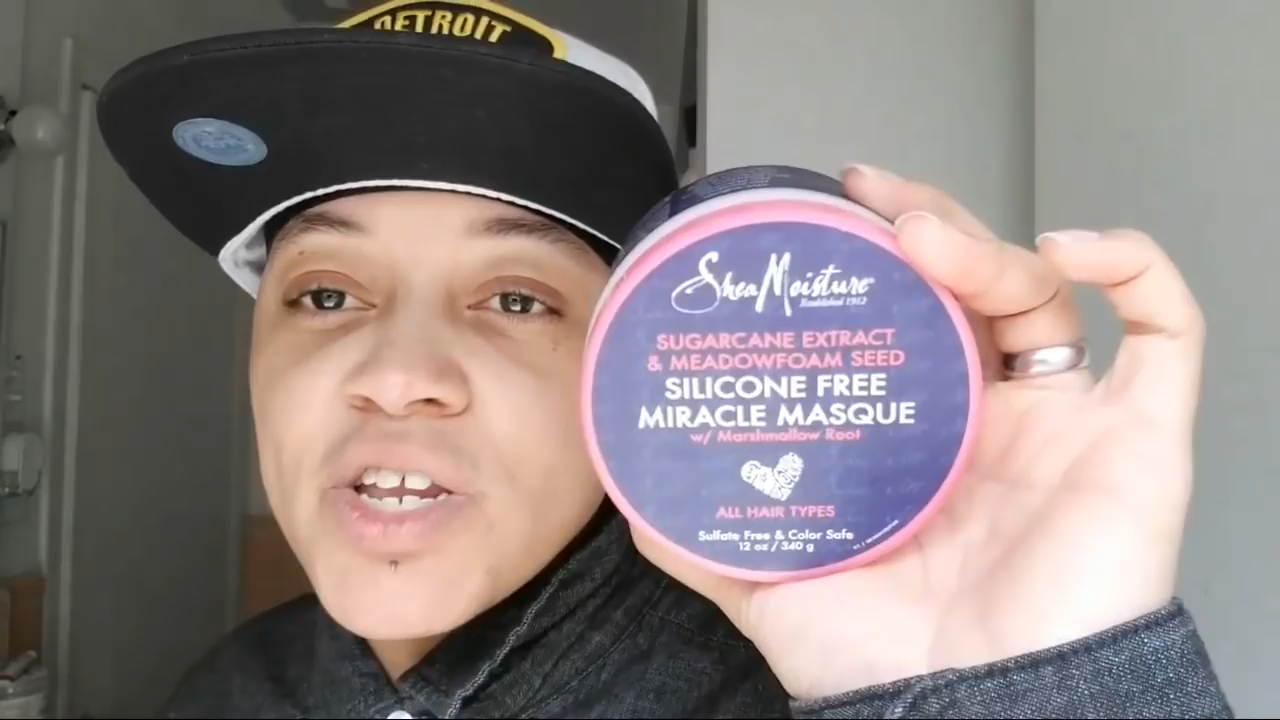 DETROIT
SheaMoisture
Established 1912
SUGARCANE EXTRACT
& MEADOWFOAM SEED
SILICONE FREE
MIRACLE MASQUE
w/ Marshmallow Root
ALL HAIR TYPES
Sulfate Free & Color Safe
12 oz / 340 g